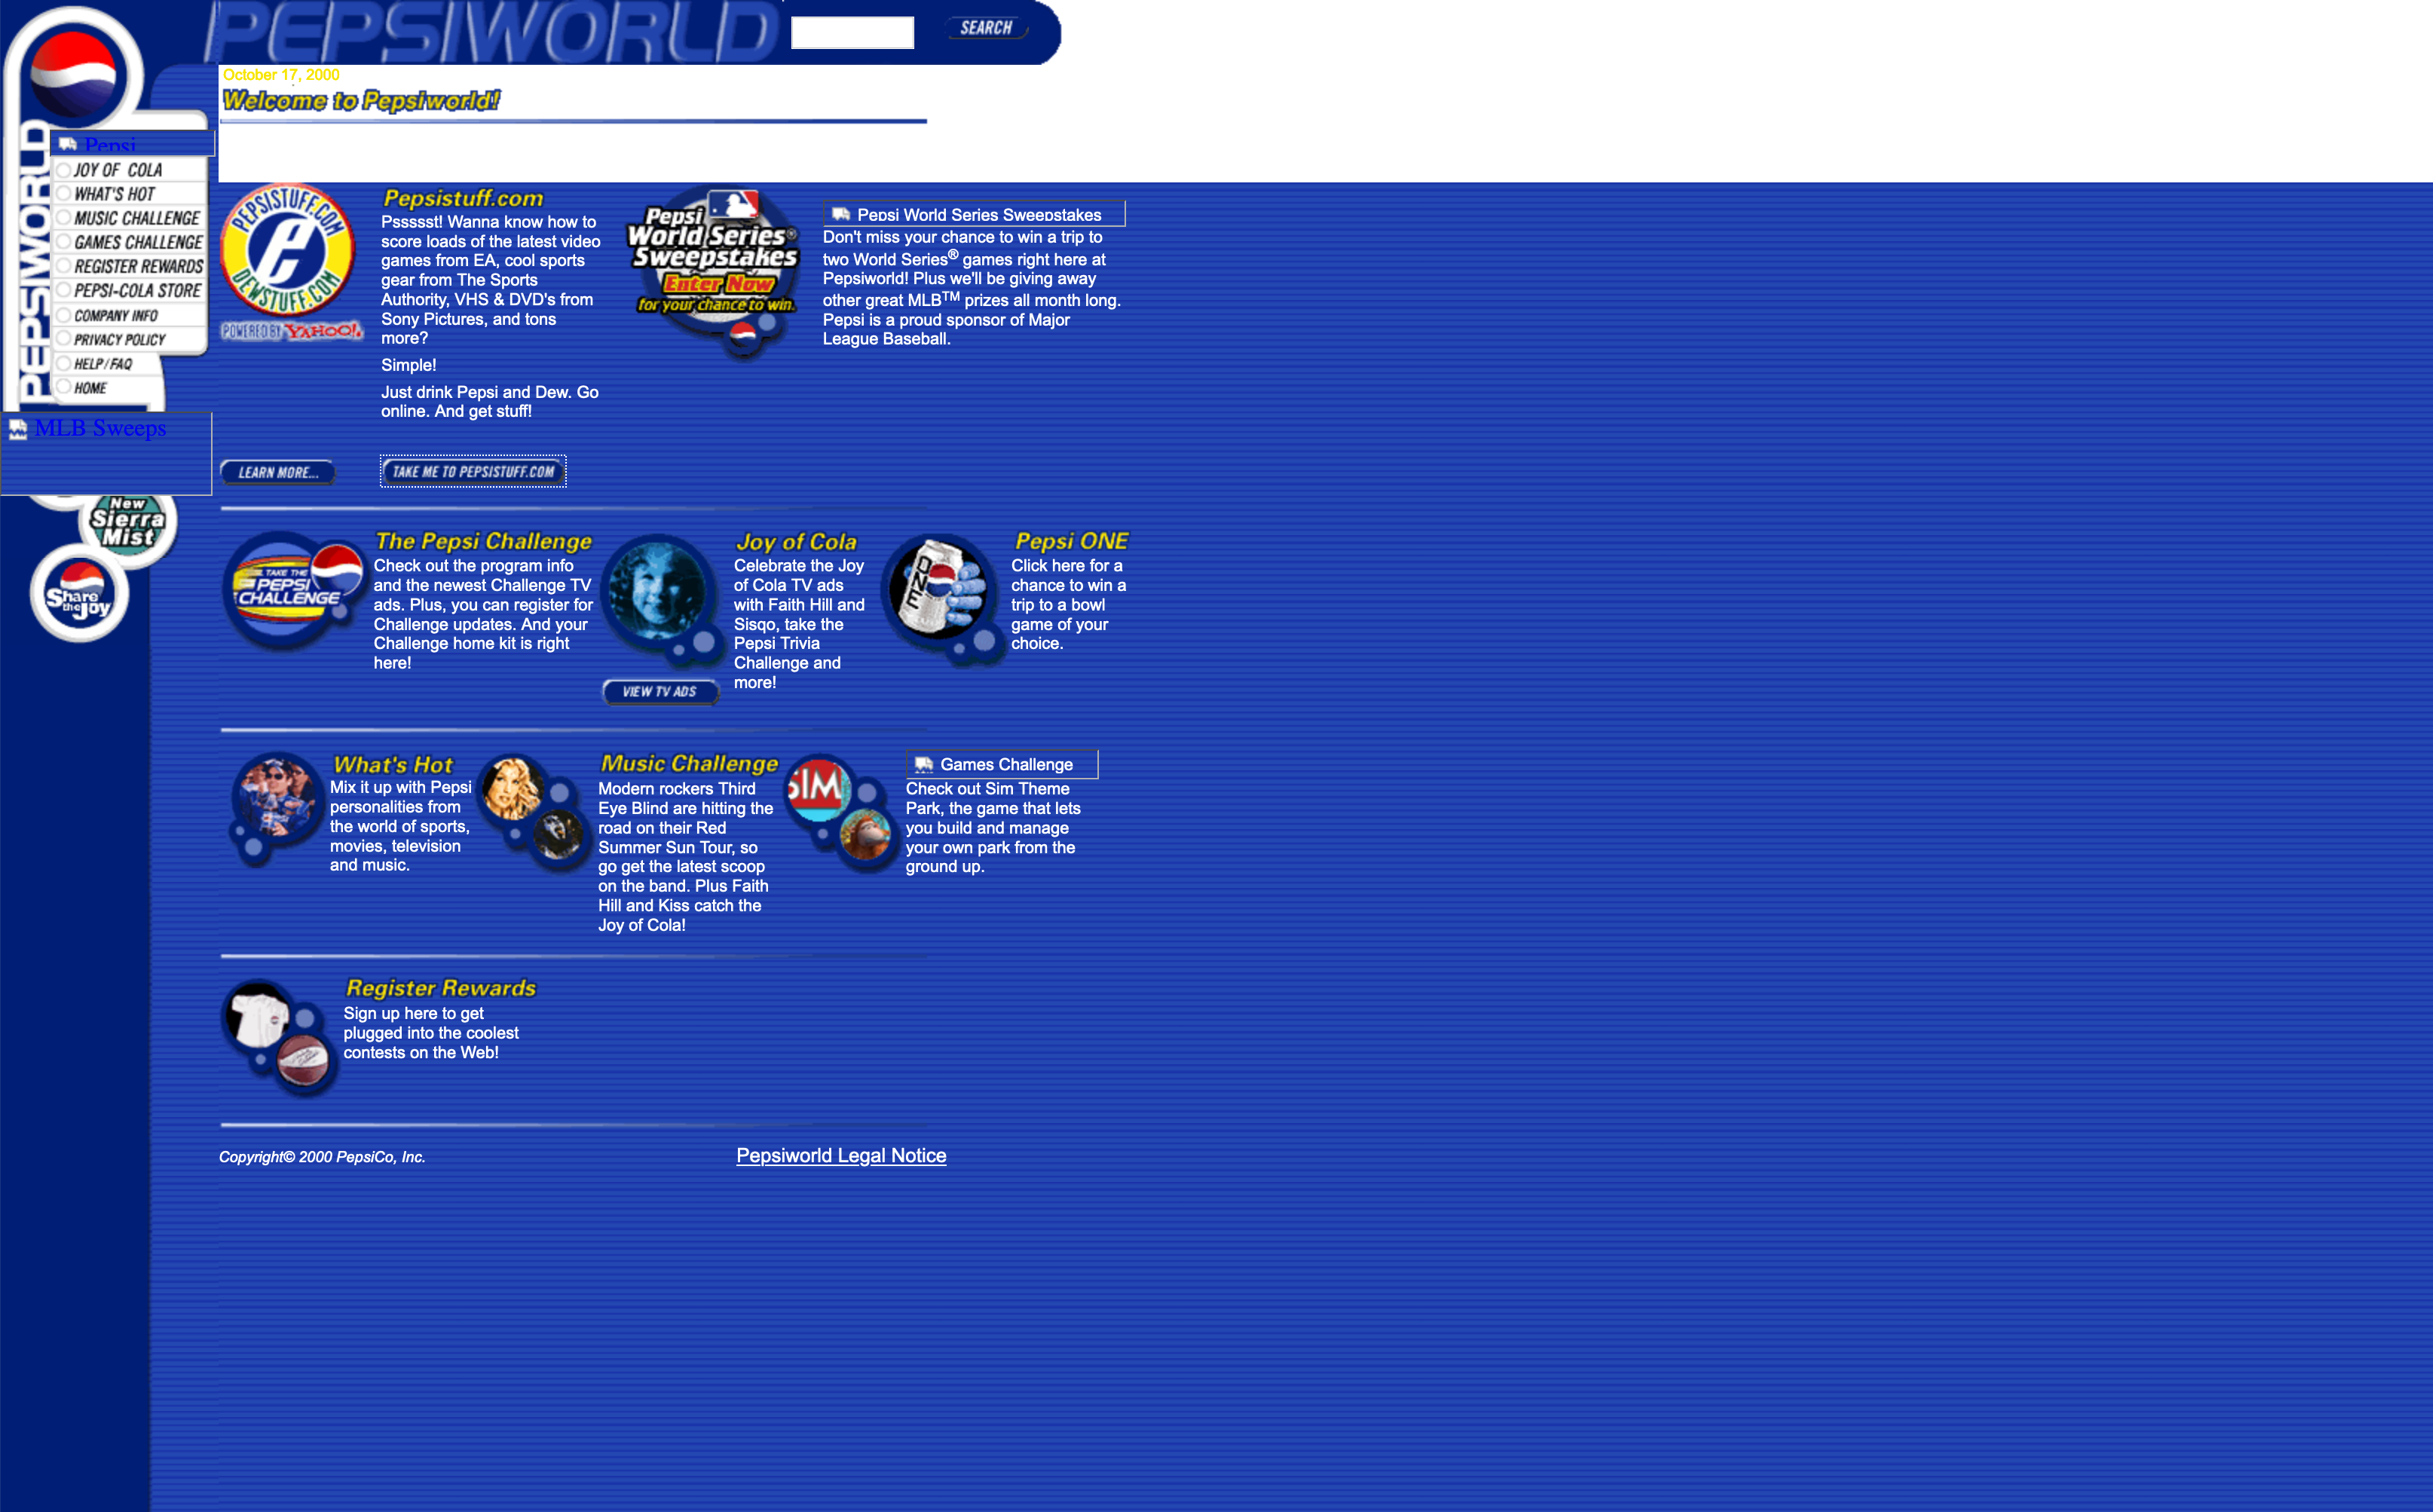 PEPSIWORLD
SEARCH
October 17, 2000
Welcome to Pepsiworld!
PEPSIWORLD
Pepsi
JOY OF COLA
WHAT'S HOT
MUSIC CHALLENGE
GAMES CHALLENGE
REGISTER REWARDS
PEPSI-COLA STORE
COMPANY INFO
PRIVACY POLICY
HELP/FAQ
HOME
MLB Sweeps
New
Sierra
Mist
Share
the Joy
PEPSISTUFF.COM
DEWSTUFF.COM
POWERED BY YAHOO!
Pepsistuff.com
Pssssst! Wanna know how to
score loads of the latest video
games from EA, cool sports
gear from The Sports
Authority, VHS & DVD's from
Sony Pictures, and tons
more?
Simple!
Just drink Pepsi and Dew. Go
online. And get stuff!
LEARN MORE...
TAKE ME TO PEPSISTUFF.COM
Pepsi
World Series®
Sweepstakes
Enter Now
for your chance to win.
Pepsi World Series Sweepstakes
Don't miss your chance to win a trip to
two World Series® games right here at
Pepsiworld! Plus we'll be giving away
other great MLB™ prizes all month long.
Pepsi is a proud sponsor of Major
League Baseball.
TAKE THE
PEPSI
CHALLENGE
The Pepsi Challenge
Check out the program info
and the newest Challenge TV
ads. Plus, you can register for
Challenge updates. And your
Challenge home kit is right
here!
VIEW TV ADS
Joy of Cola
Celebrate the Joy
of Cola TV ads
with Faith Hill and
Sisqo, take the
Pepsi Trivia
Challenge and
more!
ONE
Pepsi ONE
Click here for a
chance to win a
trip to a bowl
game of your
choice.
What's Hot
Mix it up with Pepsi
personalities from
the world of sports,
movies, television
and music.
Music Challenge
Modern rockers Third
Eye Blind are hitting the
road on their Red
Summer Sun Tour, so
go get the latest scoop
on the band. Plus Faith
Hill and Kiss catch the
Joy of Cola!
SIM
Games Challenge
Check out Sim Theme
Park, the game that lets
you build and manage
your own park from the
ground up.
Register Rewards
Sign up here to get
plugged into the coolest
contests on the Web!
Copyright© 2000 PepsiCo, Inc.
Pepsiworld Legal Notice